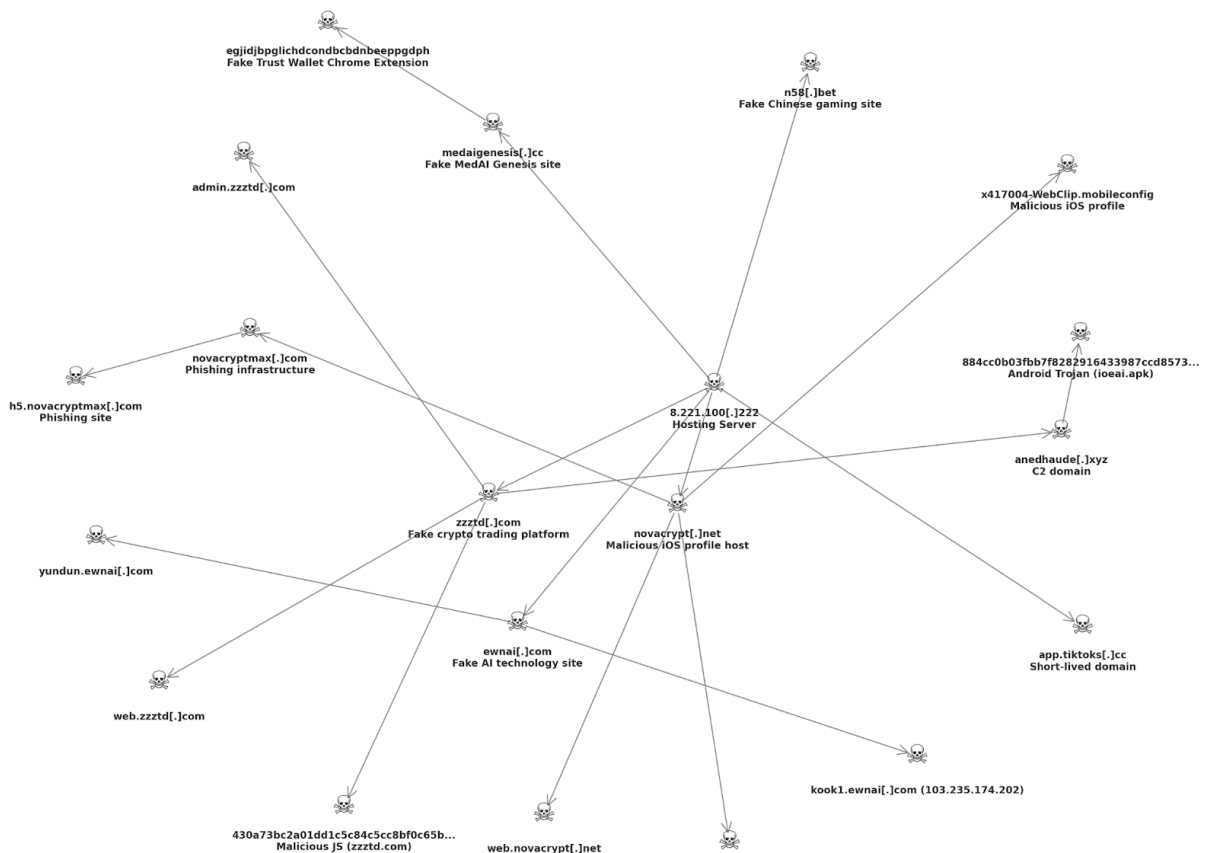 egjidjbpglichdcondbcbdnbeeppgdph
Fake Trust Wallet Chrome Extension
n58[.]bet
Fake Chinese gaming site
medaigenesis[.]cc
Fake MedAI Genesis site
admin.zzztd[.]com
x417004-WebClip.mobileconfig
Malicious iOS profile
novacryptmax[.]com
Phishing infrastructure
884cc0b03fbb7f8282916433987ccd8573...
Android Trojan (ioeai.apk)
h5.novacryptmax[.]com
Phishing site
8.221.100[.]222
Hosting Server
anedhaude[.]xyz
C2 domain
zzztd[.]com
Fake crypto trading platform
novacrypt[.]net
Malicious iOS profile host
yundun.ewnai[.]com
ewnai[.]com
Fake AI technology site
app.tiktoks[.]cc
Short-lived domain
web.zzztd[.]com
kook1.ewnai[.]com (103.235.174.202)
430a73bc2a01dd1c5c84c5cc8bf0c65b...
Malicious JS (zzztd.com)
web.novacrypt[.]net